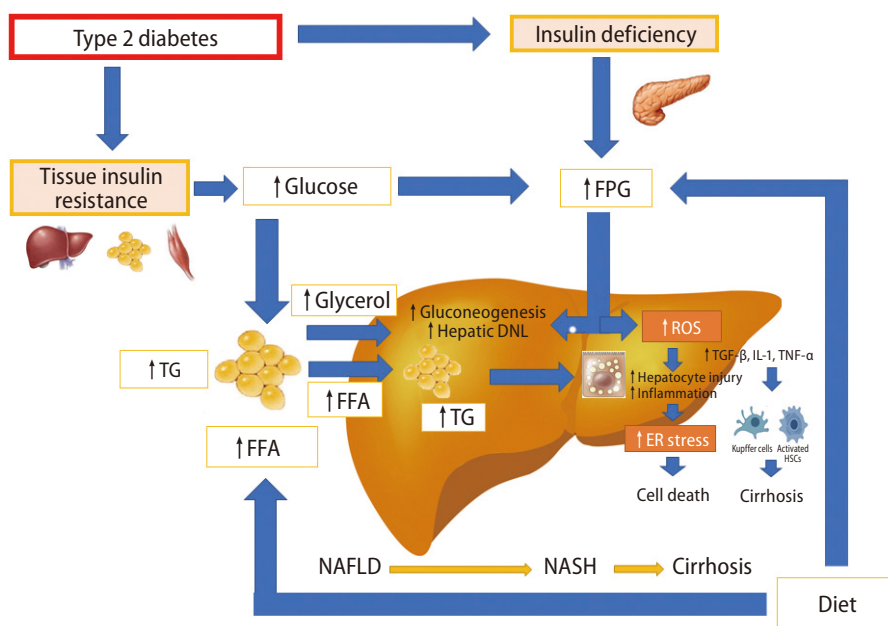 Type 2 diabetes
Insulin deficiency
Tissue insulin
resistance
↑Glucose
↑FPG
↑Glycerol
↑Gluconeogenesis
↑Hepatic DNL
↑ROS
↑TGF-β, IL-1, TNF-α
↑TG
↑FFA
↑TG
↑Hepatocyte injury
↑Inflammation
↑FFA
↑ER stress
Kupffer cells
Activated
HSCs
Cell death
Cirrhosis
NAFLD
NASH
Cirrhosis
Diet